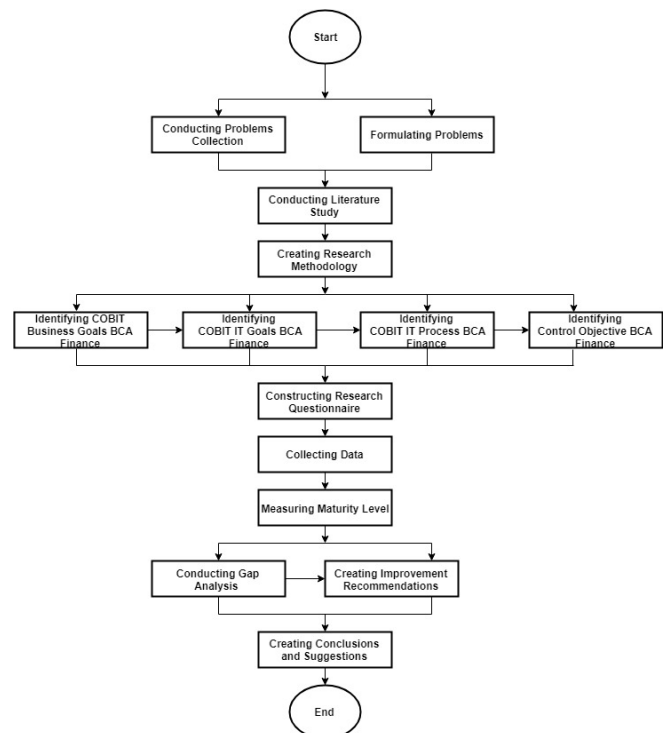 Start
Conducting Problems
Collection
Formulating Problems
Conducting Literature
Study
Creating Research
Methodology
Identifying COBIT
Business Goals BCA
Finance
Identifying
COBIT IT Goals BCA
Finance
Identifying
COBIT IT Process BCA
Finance
Identifying
Control Objective BCA
Finance
Constructing Research
Questionnaire
Collecting Data
Measuring Maturity Level
Conducting Gap
Analysis
Creating Improvement
Recommendations
Creating Conclusions
and Suggestions
End